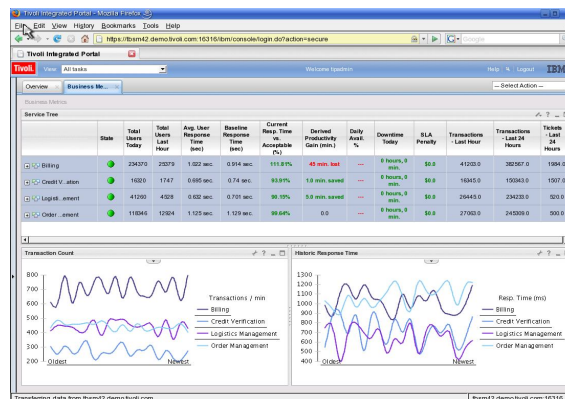 Tivoli Integrated Portal - Mozilla Firefox
File Edit View History Bookmarks Tools Help
https://tbsm42.demo.tivoli.com:16316/ibm/console/login.do?action=secure
Google
Tivoli Integrated Portal
Tivoli. View: All tasks Welcome tipadmin Help Logout IBM
Overview Business Me... -- Select Action --
Business Metrics
Service Tree
State Total Users Today Total Users Last Hour Avg. User Response Time (sec) Baseline Response Time (sec) Current Resp. Time vs. Acceptable (%) Derived Productivity Gain (min.) Daily Avail. % Downtime Today SLA Penalty Transactions - Last Hour Transactions - Last 24 Hours Tickets - Last 24 Hours
Billing 234370 25379 1.022 sec. 0.914 sec. 111.81% 45 min. lost --- 0 hours, 0 min. $0.0 41203.0 382567.0 1984.0
Credit V...ation 16320 1747 0.695 sec. 0.74 sec. 93.91% 1.0 min. saved --- 0 hours, 0 min. $0.0 16345.0 150343.0 1507.0
Logisti...ement 41260 4328 0.632 sec. 0.701 sec. 90.15% 5.0 min. saved --- 0 hours, 0 min. $0.0 26445.0 234233.0 520.0
Order ...ement 118346 12924 1.125 sec. 1.129 sec. 99.64% 0.0 --- 0 hours, 0 min. $0.0 27063.0 245309.0 500.0
Transaction Count
800
700
600
500
400
300
200
Oldest Newest
Transactions / min
Billing
Credit Verification
Logistics Management
Order Management
Historic Response Time
1300
1200
1100
1000
900
800
700
600
500
400
Oldest Newest
Resp. Time (ms)
Billing
Credit Verification
Logistics Management
Order Management
Transferring data from tbsm42.demo.tivoli.com... tbsm42.demo.tivoli.com:16316